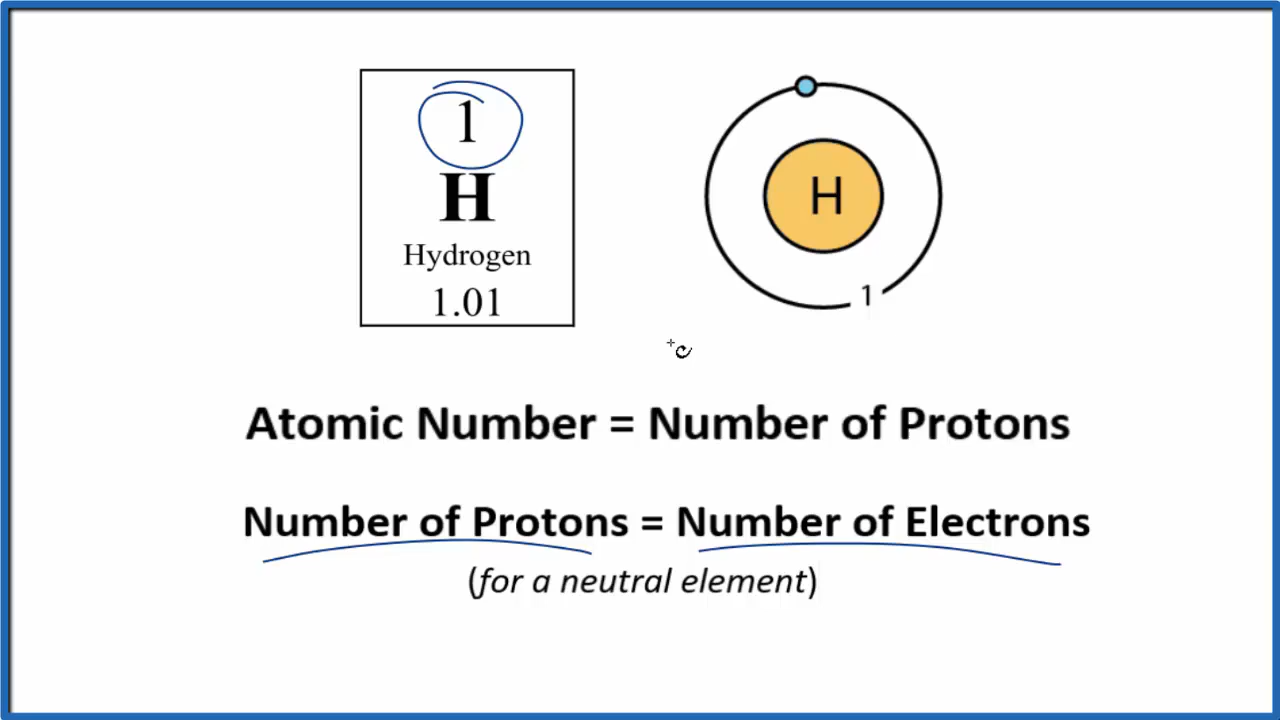 1
H
Hydrogen
1.01
H
1
Atomic Number = Number of Protons
Number of Protons = Number of Electrons
(for a neutral element)